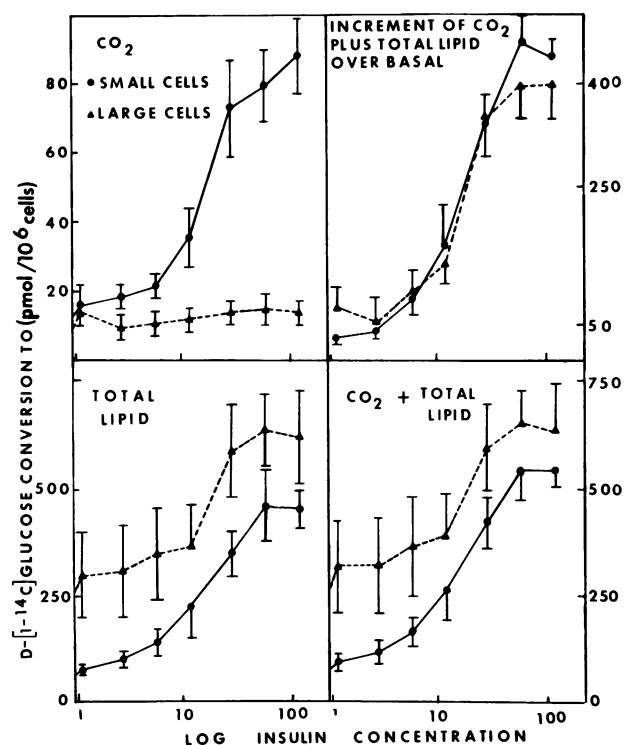 CO2
SMALL CELLS
LARGE CELLS
80
60
40
20
INCREMENT OF CO2
PLUS TOTAL LIPID
OVER BASAL
400
250
50
D-[1-14C]GLUCOSE CONVERSION TO (pmol/10^6 cells)
TOTAL
LIPID
500
250
0
CO2 + TOTAL
LIPID
750
500
250
0
1 10 100
1 10 100
LOG INSULIN CONCENTRATION